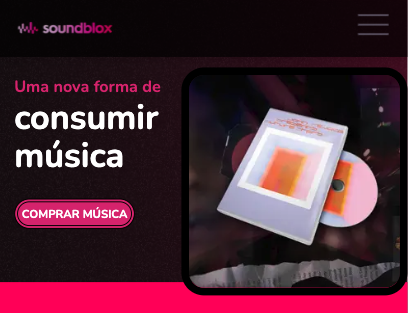 soundblox
Uma nova forma de
consumir
música
COMPRAR MÚSICA